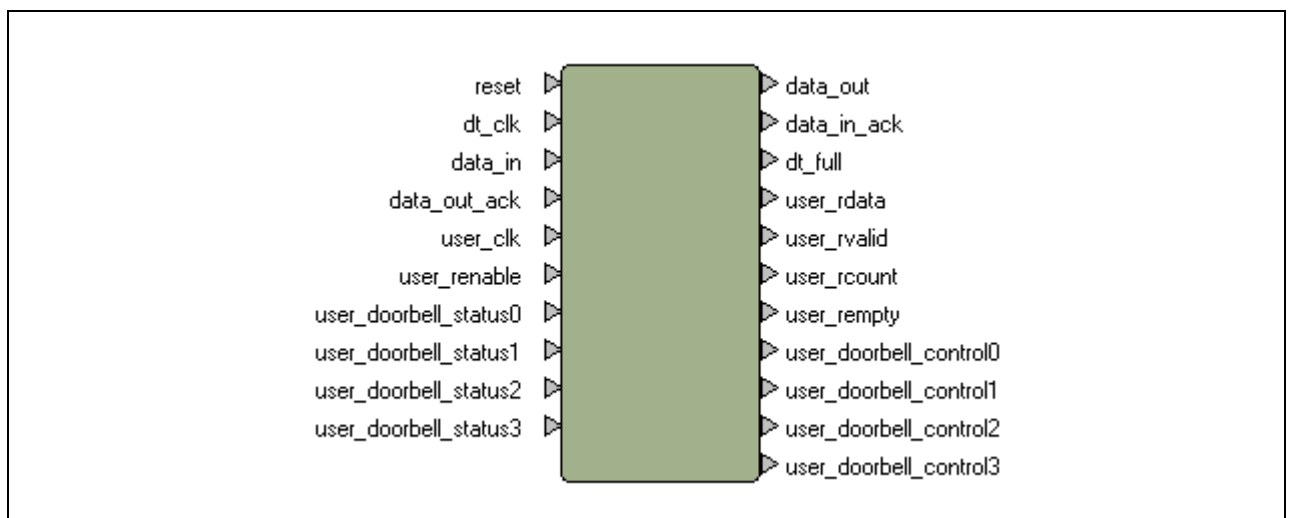 reset
dt_clk
data_in
data_out_ack
user_clk
user_renable
user_doorbell_status0
user_doorbell_status1
user_doorbell_status2
user_doorbell_status3
data_out
data_in_ack
dt_full
user_rdata
user_rvalid
user_rcount
user_rempty
user_doorbell_control0
user_doorbell_control1
user_doorbell_control2
user_doorbell_control3